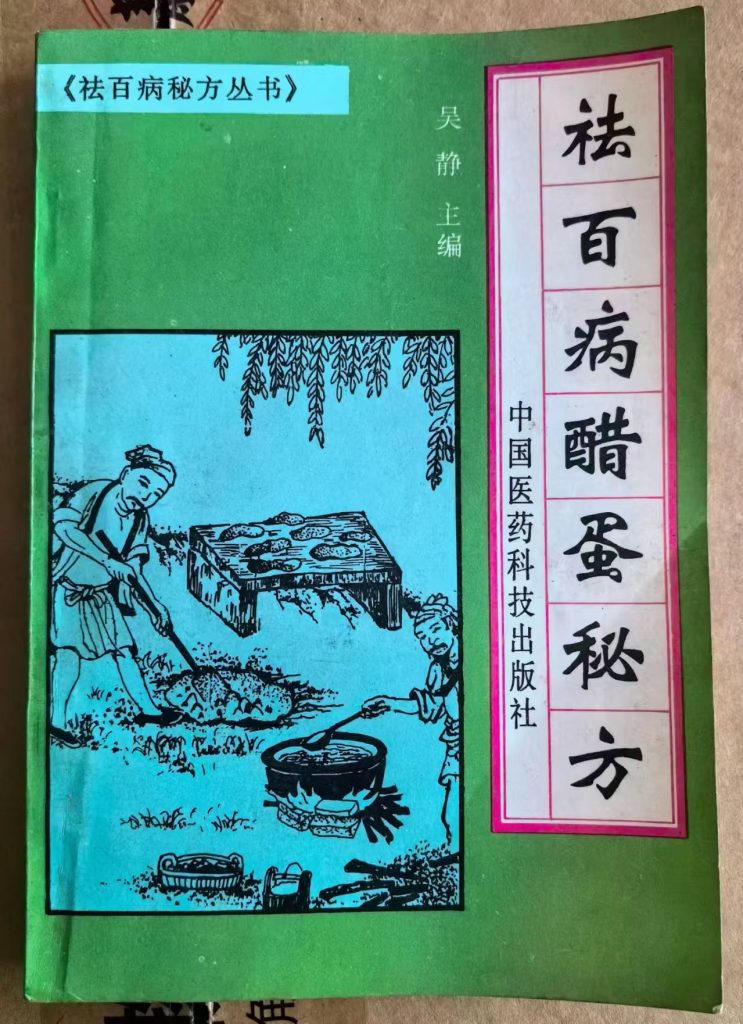 《祛百病秘方丛书》
吴静 主编
祛百病醋蛋秘方
中国医药科技出版社